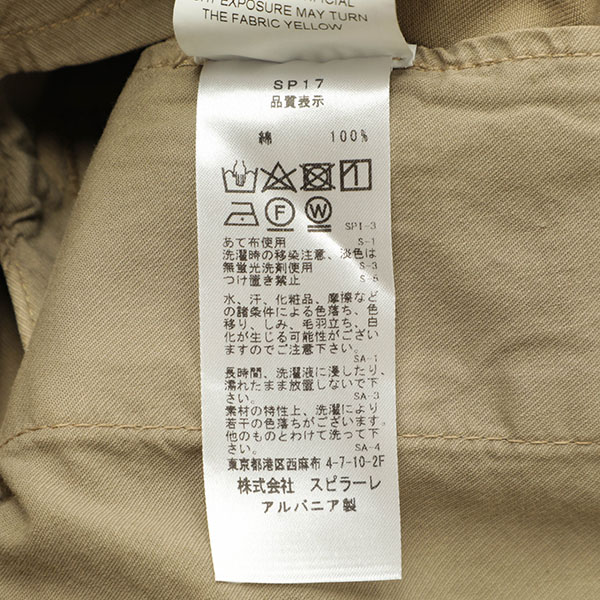 EXPOSURE MAY TURN
THE FABRIC YELLOW
SP17
品質表示
綿 100%
F W
SPI-3
あて布使用 S-1
洗濯時の移染注意、淡色は
無蛍光洗剤使用 S-3
つけ置き禁止 S-5
水、汗、化粧品、摩擦など
の諸条件による色落ち、色
移り、しみ、毛羽立ち、白
化が生じる可能性がござい
ますのでご注意下さい。
SA-1
長時間、洗濯液に浸したり、
濡れたまま放置しないで下
さい。 SA-3
素材の特性上、洗濯により
若干の色落ちがございます。
他のものとわけて洗って下
さい。 SA-4
東京都港区西麻布 4-7-10-2F
株式会社 スピラーレ
アルバニア製